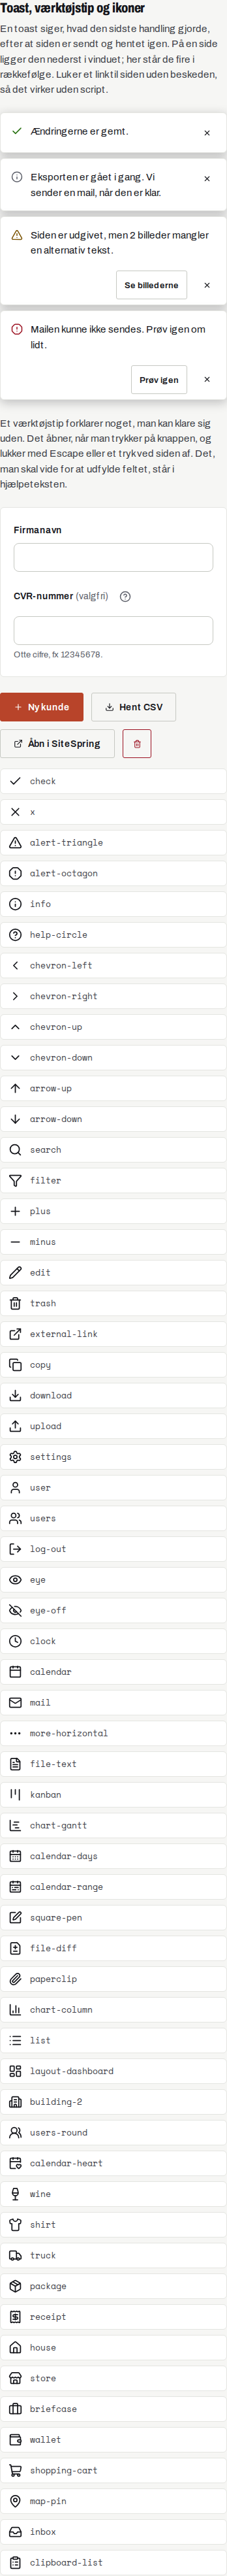 Toast, værktøjstip og ikoner
En toast siger, hvad den sidste handling gjorde,
efter at siden er sendt og hentet igen. På en side
ligger den nederst i vinduet; her står de fire i
rækkefølge. Luker et link til siden uden beskeden,
så det virker uden script.
Ændringerne er gemt.
Eksporten er gået i gang. Vi
sender en mail, når den er klar.
Siden er udgivet, men 2 billeder mangler
en alternativ tekst.
Se billederne
Mailen kunne ikke sendes. Prøv igen om
lidt.
Prøv igen
Et værktøjstip forklarer noget, man kan klare sig
uden. Det åbner, når man trykker på knappen, og
lukker med Escape eller et tryk ved siden af. Det,
man skal vide for at udfylde feltet, står i
hjælpeteksten.
Firmanavn
CVR-nummer (valgfri)
Otte cifre, fx 12345678.
Ny kunde
Hent CSV
Åbn i SiteSpring
check
x
alert-triangle
alert-octagon
info
help-circle
chevron-left
chevron-right
chevron-up
chevron-down
arrow-up
arrow-down
search
filter
plus
minus
edit
trash
external-link
copy
download
upload
settings
user
users
log-out
eye
eye-off
clock
calendar
mail
more-horizontal
file-text
kanban
chart-gantt
calendar-days
calendar-range
square-pen
file-diff
paperclip
chart-column
list
layout-dashboard
building-2
users-round
calendar-heart
wine
shirt
truck
package
receipt
house
store
briefcase
wallet
shopping-cart
map-pin
inbox
clipboard-list